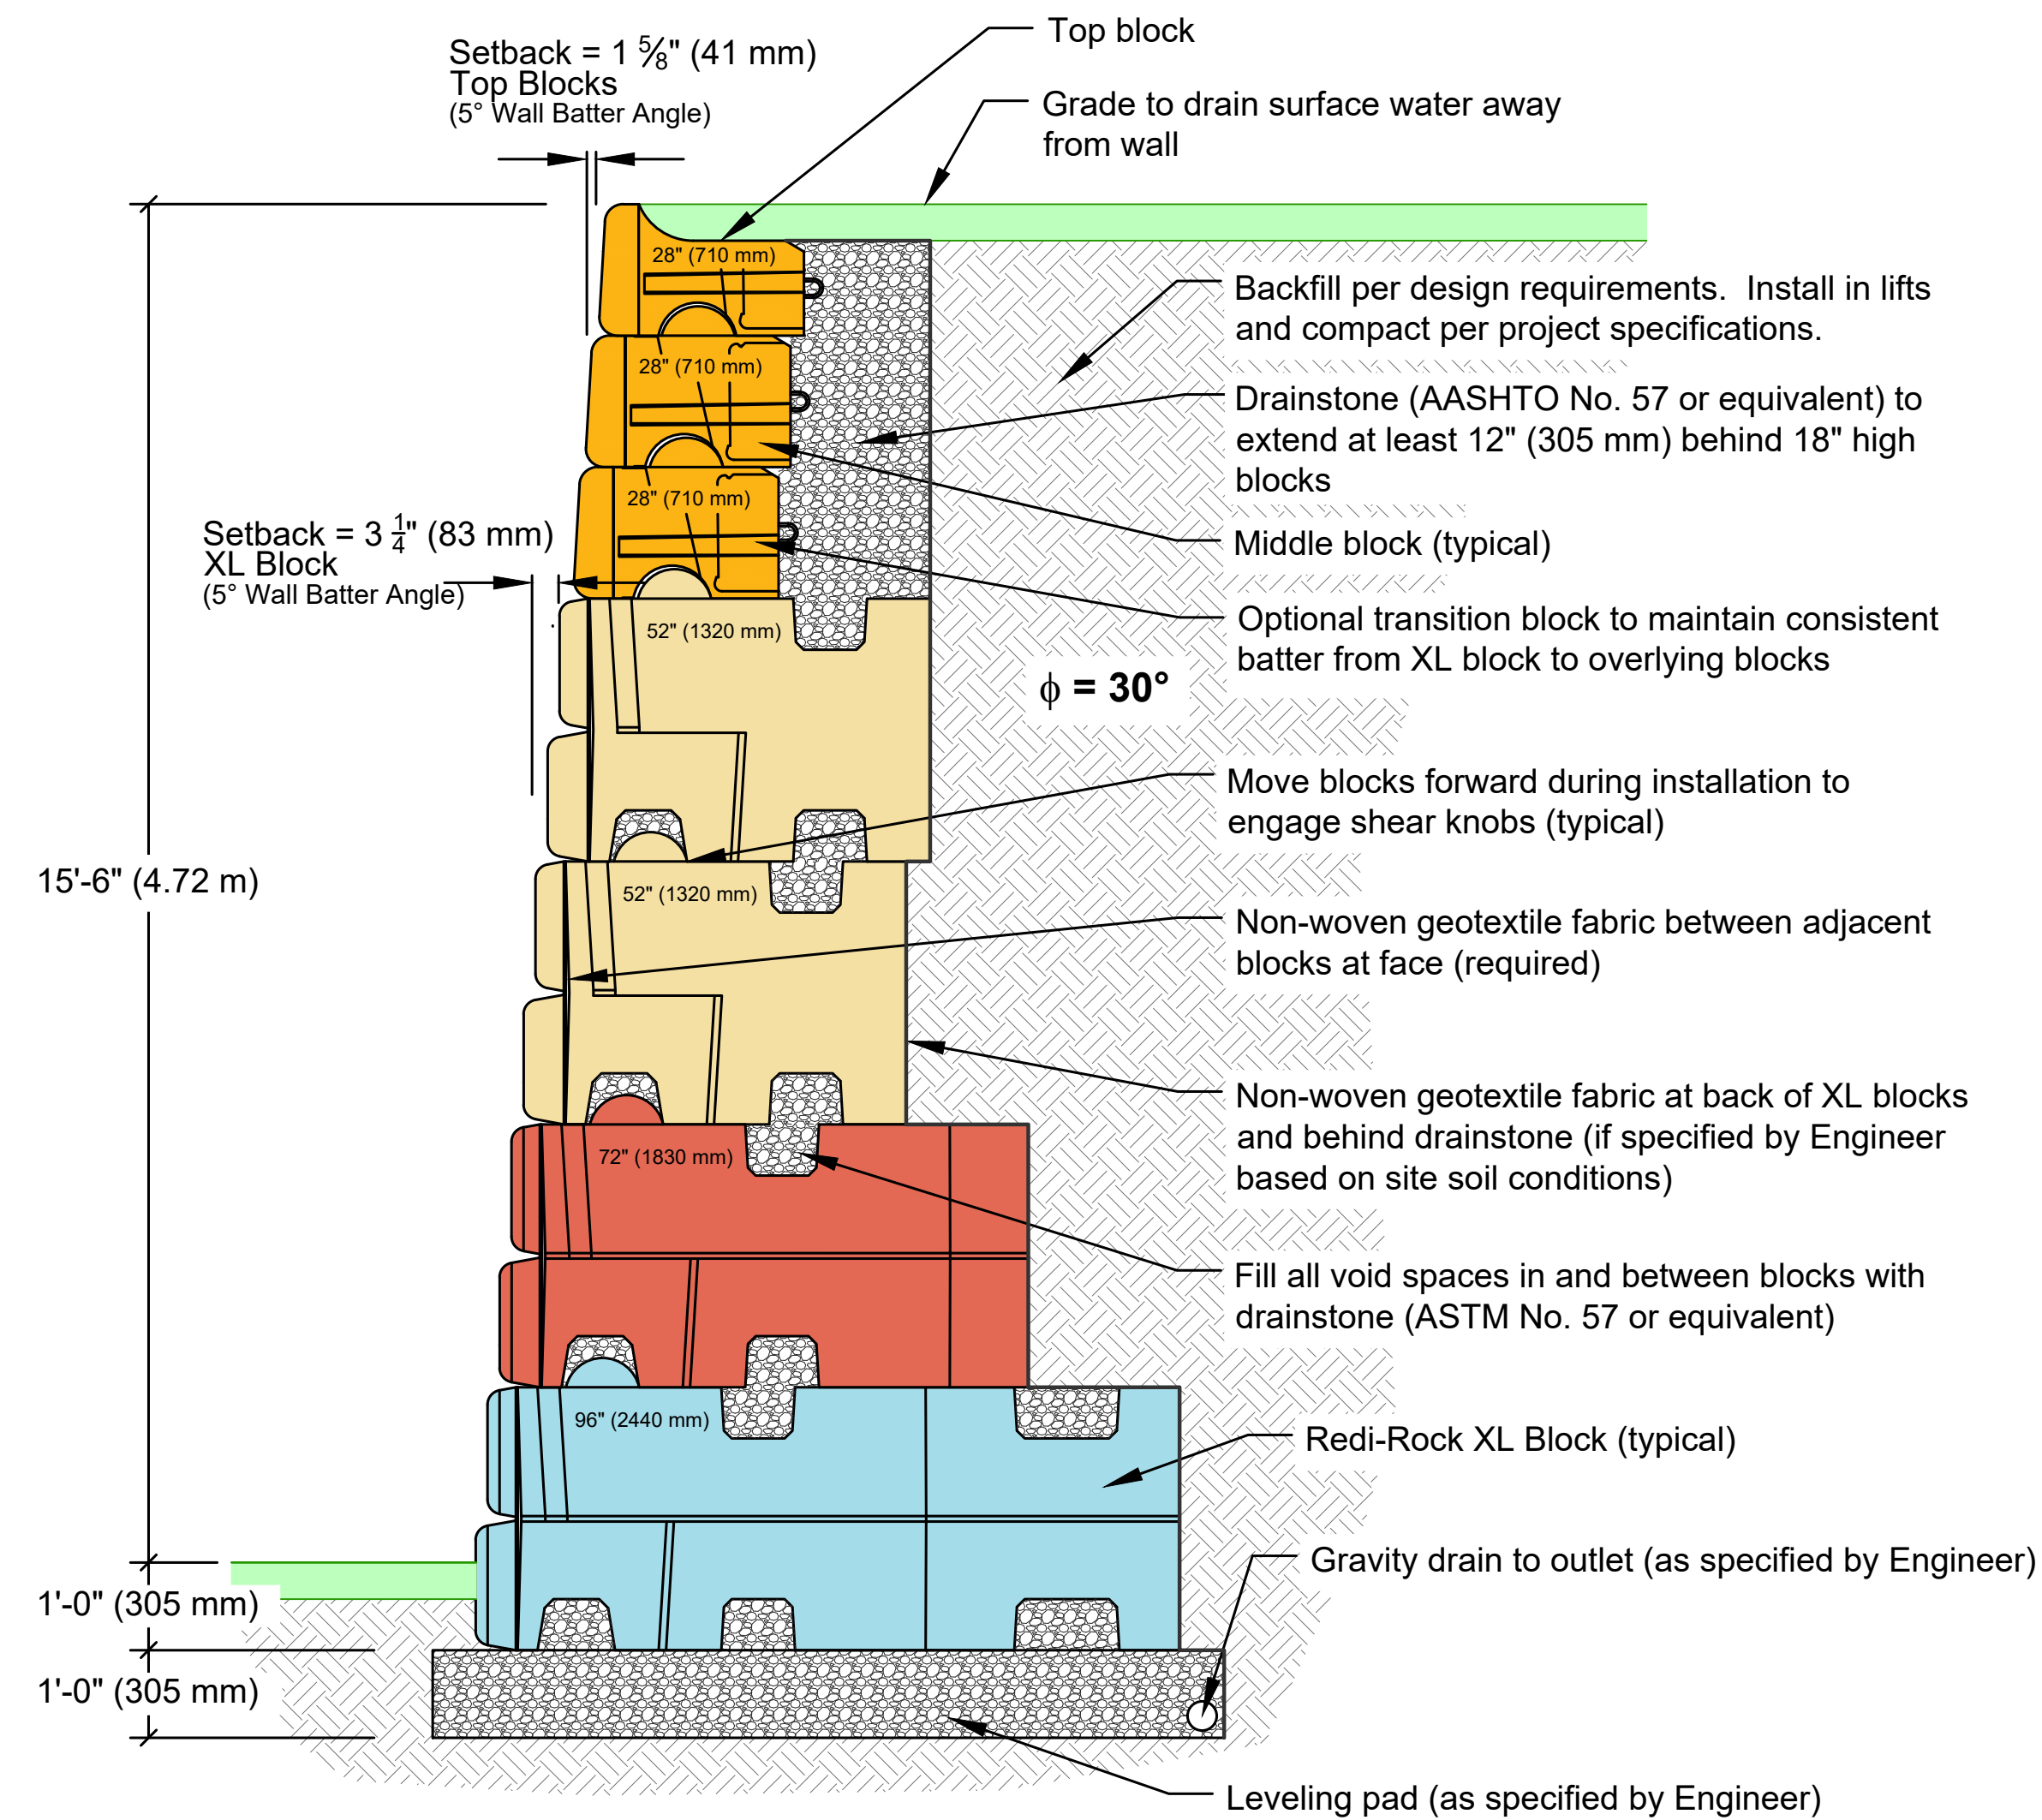 Top block
Setback = 1 5⁄8" (41 mm)
Top Blocks
(5° Wall Batter Angle)
Grade to drain surface water away
from wall
28" (710 mm)
Backfill per design requirements.  Install in lifts
and compact per project specifications.
28" (710 mm)
Drainstone (AASHTO No. 57 or equivalent) to
extend at least 12" (305 mm) behind 18" high
blocks
28" (710 mm)
Setback = 3 1⁄4" (83 mm)
XL Block
(5° Wall Batter Angle)
Middle block (typical)
Optional transition block to maintain consistent
batter from XL block to overlying blocks
52" (1320 mm)
ϕ = 30°
Move blocks forward during installation to
engage shear knobs (typical)
15'-6" (4.72 m)
52" (1320 mm)
Non-woven geotextile fabric between adjacent
blocks at face (required)
Non-woven geotextile fabric at back of XL blocks
and behind drainstone (if specified by Engineer
based on site soil conditions)
72" (1830 mm)
Fill all void spaces in and between blocks with
drainstone (ASTM No. 57 or equivalent)
96" (2440 mm)
Redi-Rock XL Block (typical)
Gravity drain to outlet (as specified by Engineer)
1'-0" (305 mm)
1'-0" (305 mm)
Leveling pad (as specified by Engineer)